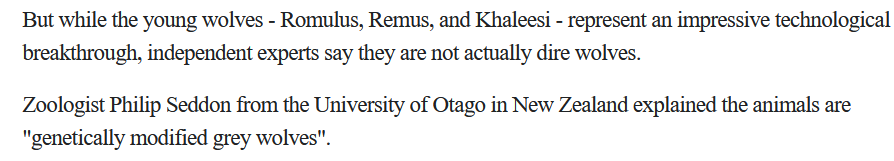 But while the young wolves - Romulus, Remus, and Khaleesi - represent an impressive technological
breakthrough, independent experts say they are not actually dire wolves.
Zoologist Philip Seddon from the University of Otago in New Zealand explained the animals are
"genetically modified grey wolves".